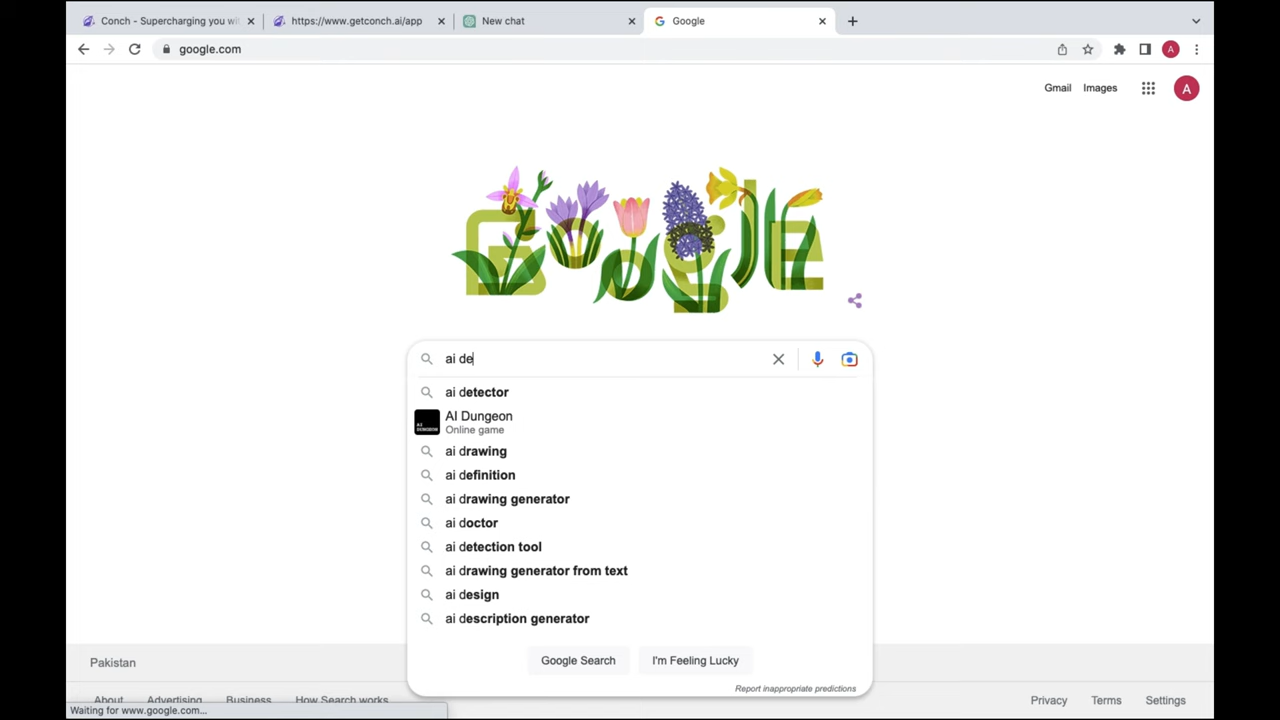 Conch - Supercharging you wi
https://www.getconch.ai/app
New chat
Google
google.com
A
Gmail
Images
A
Google
ai de
ai detector
AI DUNGEON
AI Dungeon
Online game
ai drawing
ai definition
ai drawing generator
ai doctor
ai detection tool
ai drawing generator from text
ai design
ai description generator
Google Search
I'm Feeling Lucky
Report inappropriate predictions
Pakistan
About
Advertising
Business
How Search works
Privacy
Terms
Settings
Waiting for www.google.com...